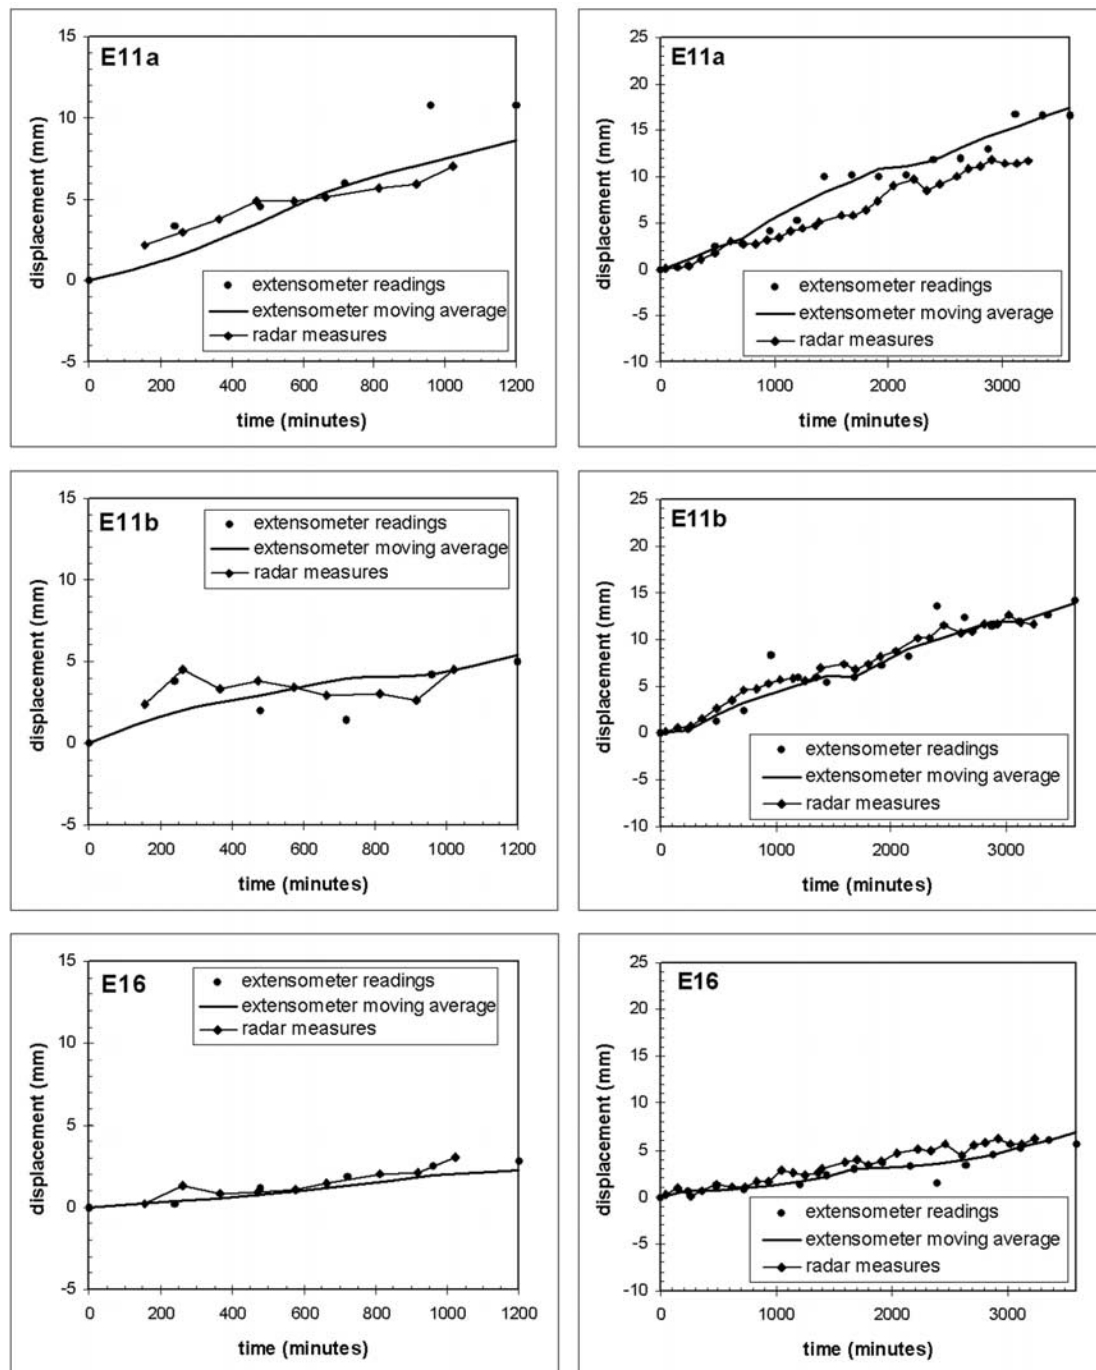 E11a
15
10
5
0
-5
displacement (mm)
extensometer readings
extensometer moving average
radar measures
0 200 400 600 800 1000 1200
time (minutes)
E11a
25
20
15
10
5
0
-5
-10
displacement (mm)
extensometer readings
extensometer moving average
radar measures
0 1000 2000 3000
time (minutes)
E11b
15
10
5
0
-5
displacement (mm)
extensometer readings
extensometer moving average
radar measures
0 200 400 600 800 1000 1200
time (minutes)
E11b
25
20
15
10
5
0
-5
-10
displacement (mm)
extensometer readings
extensometer moving average
radar measures
0 1000 2000 3000
time (minutes)
E16
15
10
5
0
-5
displacement (mm)
extensometer readings
extensometer moving average
radar measures
0 200 400 600 800 1000 1200
time (minutes)
E16
25
20
15
10
5
0
-5
-10
displacement (mm)
extensometer readings
extensometer moving average
radar measures
0 1000 2000 3000
time (minutes)